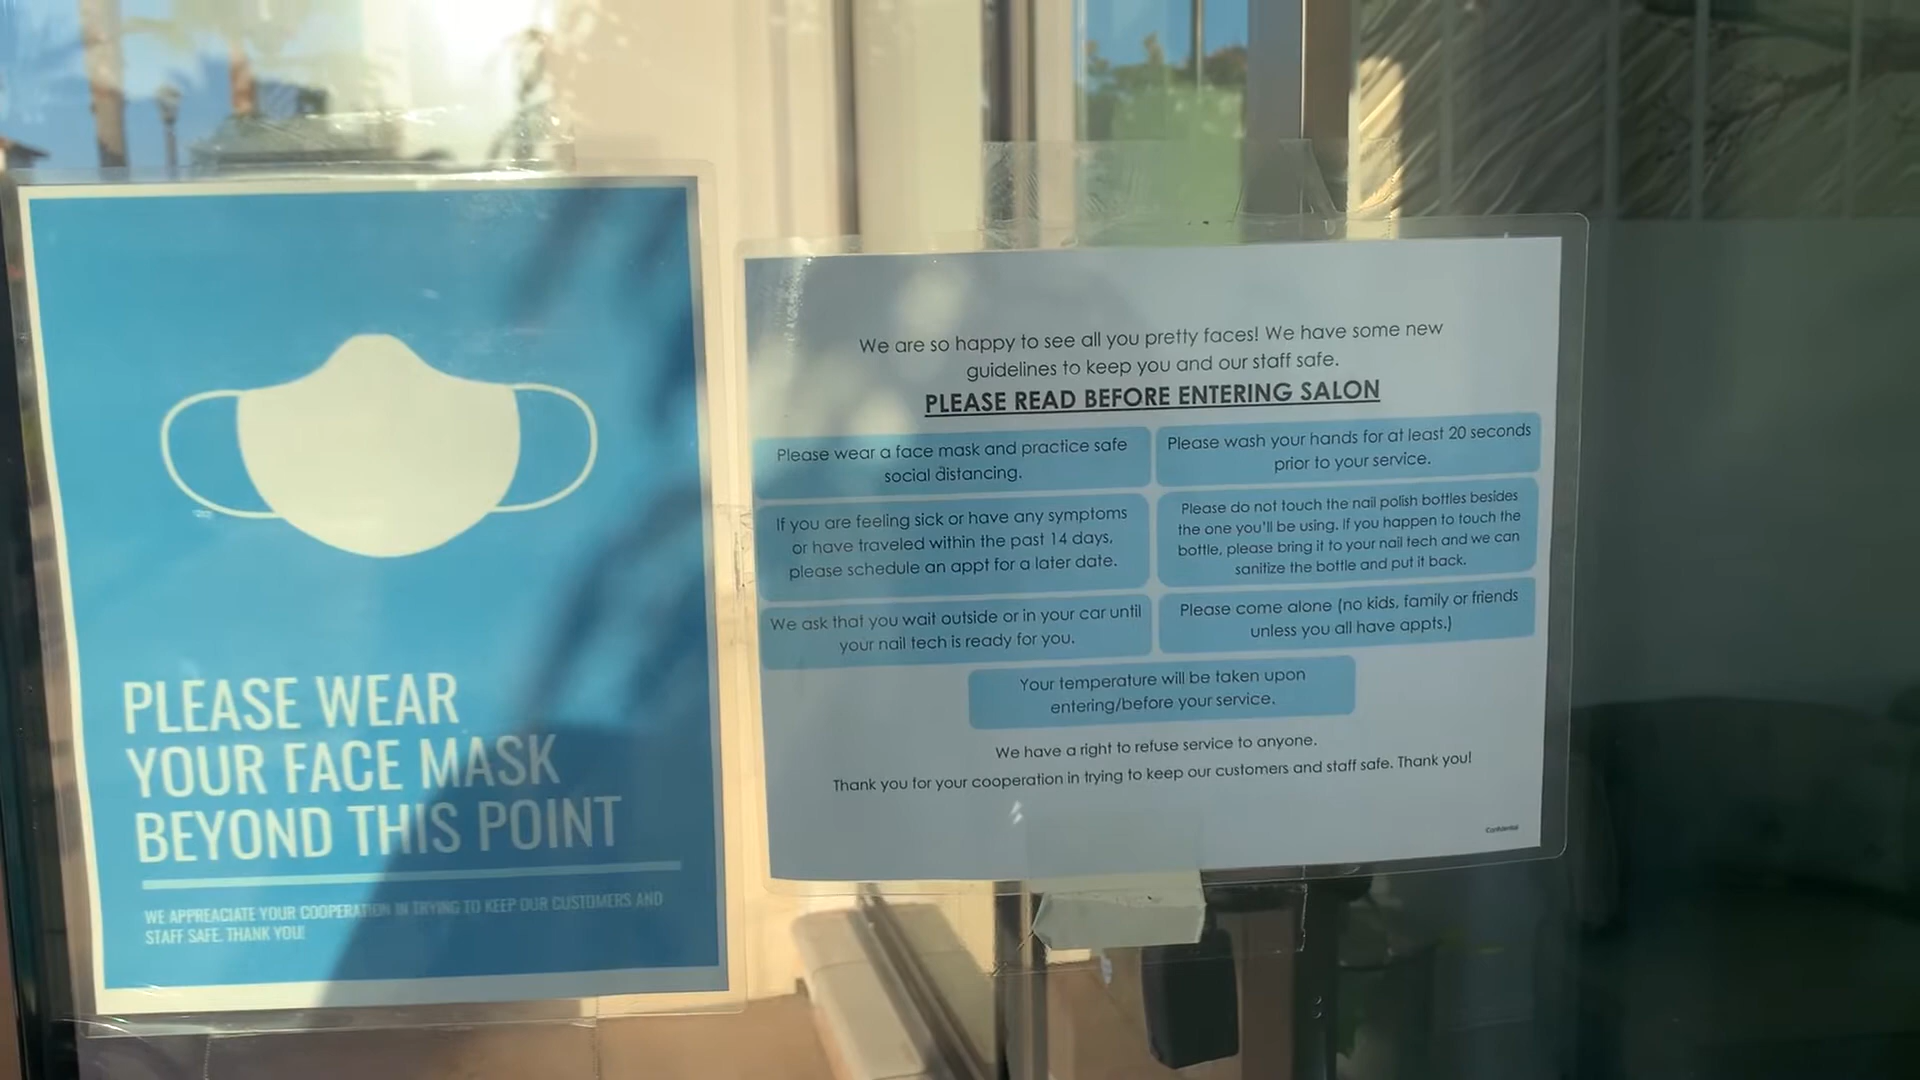 PLEASE WEAR
YOUR FACE MASK
BEYOND THIS POINT
WE APPREACIATE YOUR COOPERATION IN TRYING TO KEEP OUR CUSTOMERS AND
STAFF SAFE. THANK YOU!
We are so happy to see all you pretty faces! We have some new
guidelines to keep you and our staff safe.
PLEASE READ BEFORE ENTERING SALON
Please wear a face mask and practice safe
social distancing.
Please wash your hands for at least 20 seconds
prior to your service.
If you are feeling sick or have any symptoms
or have traveled within the past 14 days,
please schedule an appt for a later date.
Please do not touch the nail polish bottles besides
the one you'll be using. If you happen to touch the
bottle, please bring it to your nail tech and we can
sanitize the bottle and put it back.
We ask that you wait outside or in your car until
your nail tech is ready for you.
Please come alone (no kids, family or friends
unless you all have appts.)
Your temperature will be taken upon
entering/before your service.
We have a right to refuse service to anyone.
Thank you for your cooperation in trying to keep our customers and staff safe. Thank you!
Confidential